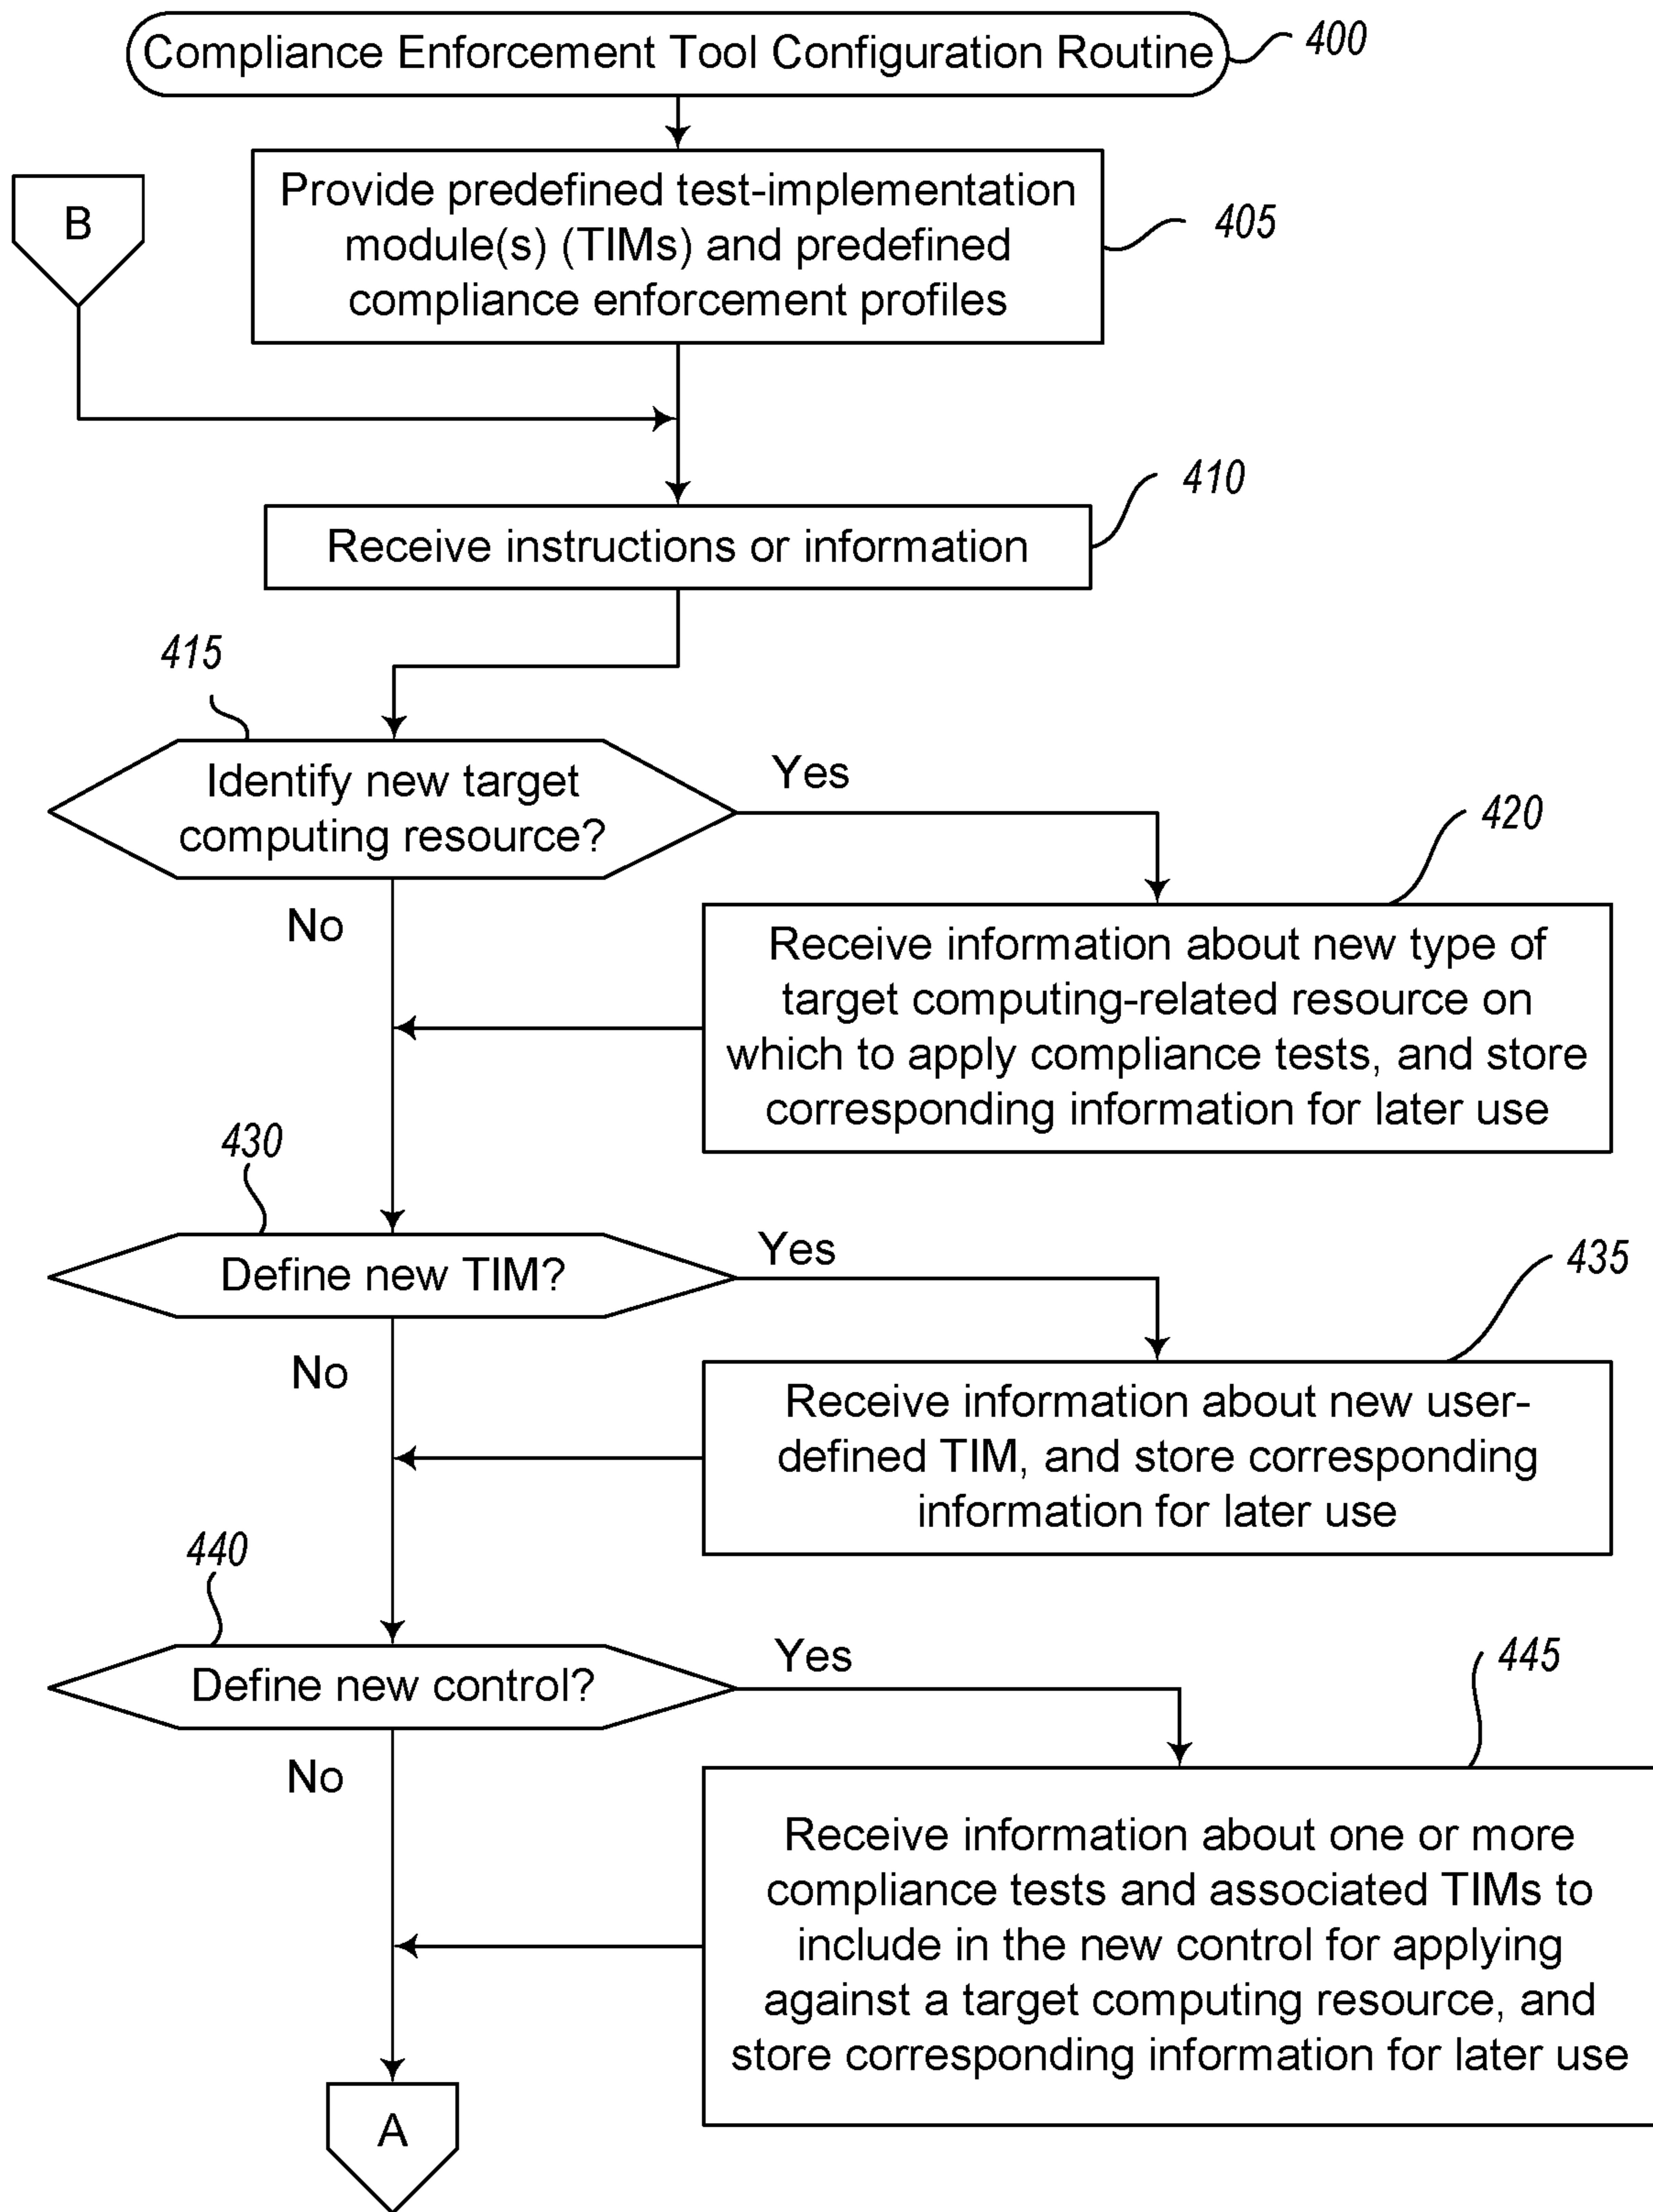 Compliance Enforcement Tool Configuration Routine
400
Provide predefined test-implementation
module(s) (TIMs) and predefined
compliance enforcement profiles
405
B
410
Receive instructions or information
415
Identify new target
computing resource?
Yes
No
420
Receive information about new type of
target computing-related resource on
which to apply compliance tests, and store
corresponding information for later use
430
Define new TIM?
Yes
No
435
Receive information about new user-
defined TIM, and store corresponding
information for later use
440
Define new control?
Yes
No
445
Receive information about one or more
compliance tests and associated TIMs to
include in the new control for applying
against a target computing resource, and
store corresponding information for later use
A